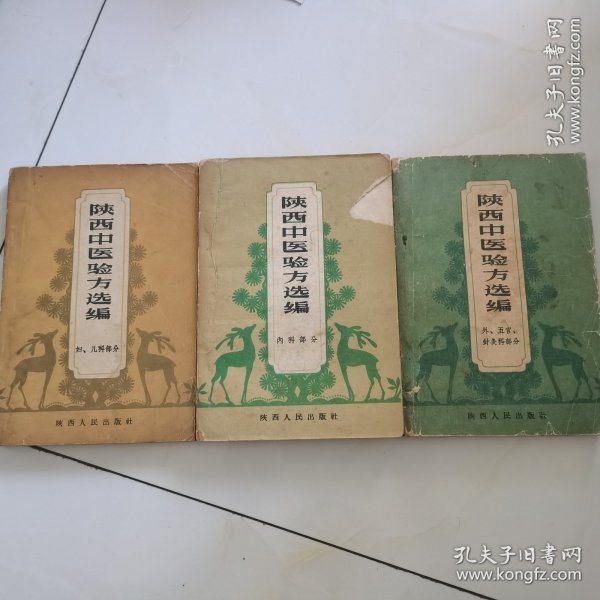 孔夫子旧书网
www.kongfz.com
陕西中医验方选编
妇、儿科部分
陕西人民出版社
陕西中医验方选编
内科部分
陕西人民出版社
陕西中医验方选编
外、五官、
针灸科部分
陕西人民出版社
孔夫子旧书网
www.kongfz.com